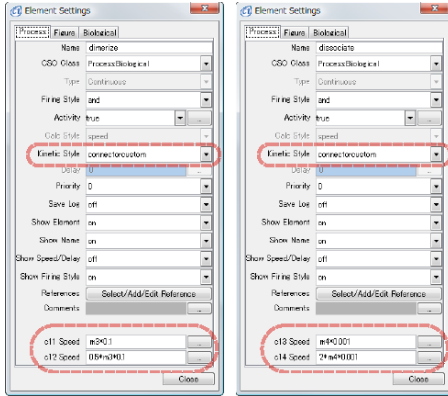 Element Settings
Process Figure Biological
Name dimerize
CSO Class ProcessBiological
Type Continuous
Firing Style and
Activity true ...
Calc Style speed
Kinetic Style connectorcustom
Delay 0 ...
Priority 0
Save Log off
Show Element on
Show Name on
Show Speed/Delay off
Show Firing Style on
References Select/Add/Edit Reference
Comments ...
c11 Speed m3*0.1 ...
c12 Speed 0.5*m3*0.1 ...
Close
Element Settings
Process Figure Biological
Name dissociate
CSO Class ProcessBiological
Type Continuous
Firing Style and
Activity true ...
Calc Style speed
Kinetic Style connectorcustom
Delay 0 ...
Priority 0
Save Log off
Show Element on
Show Name on
Show Speed/Delay off
Show Firing Style on
References Select/Add/Edit Reference
Comments ...
c13 Speed m4*0.001 ...
c14 Speed 2*m4*0.001 ...
Close